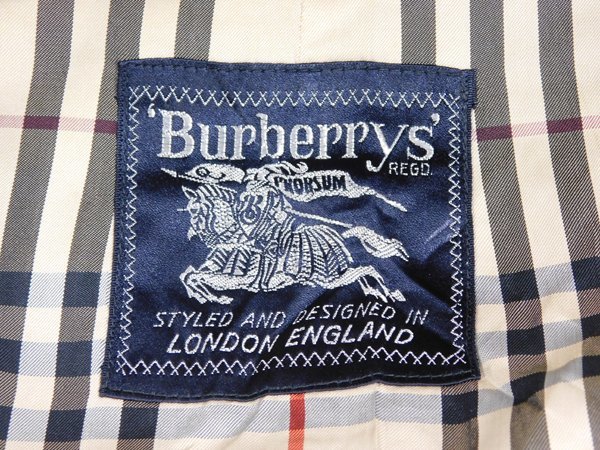 'Burberrys'
REGD.
PRORSUM
B
STYLED AND DESIGNED IN
LONDON ENGLAND